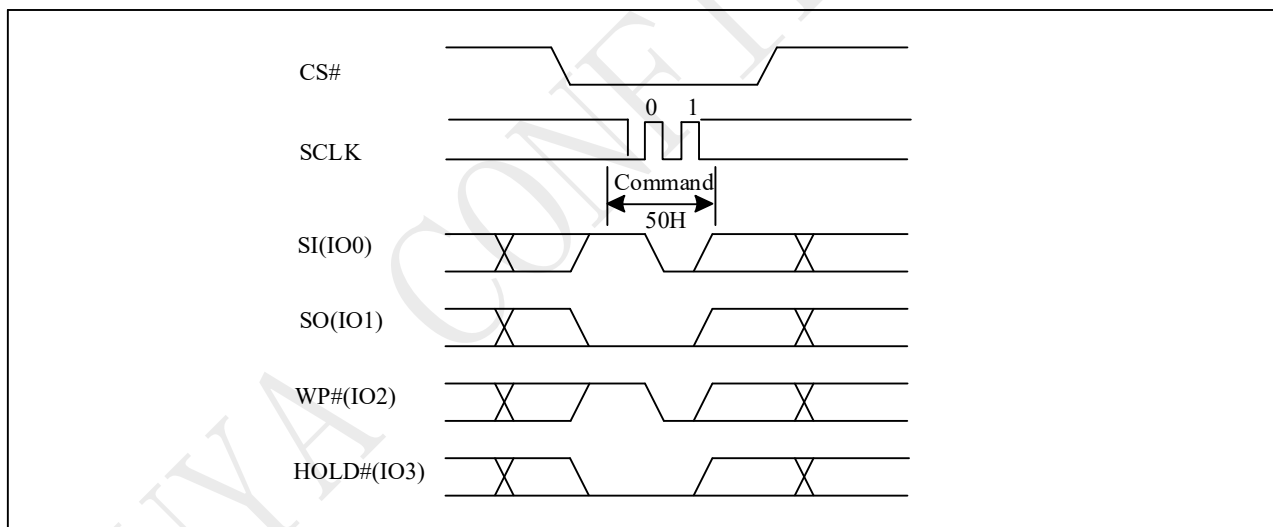 CS#
0 1
SCLK
Command
50H
SI(IO0)
SO(IO1)
WP#(IO2)
HOLD#(IO3)